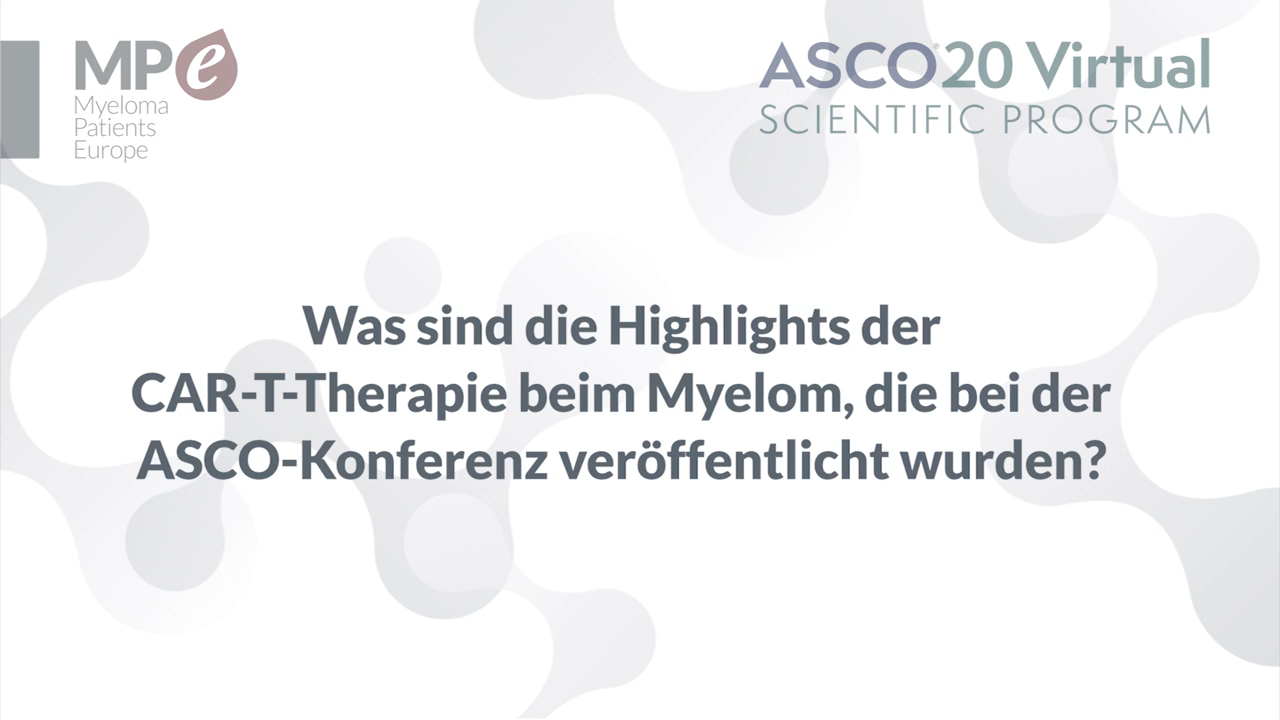 MPe
Myeloma
Patients
Europe
ASCO®20 Virtual
SCIENTIFIC PROGRAM
Was sind die Highlights der
CAR-T-Therapie beim Myelom, die bei der
ASCO-Konferenz veröffentlicht wurden?